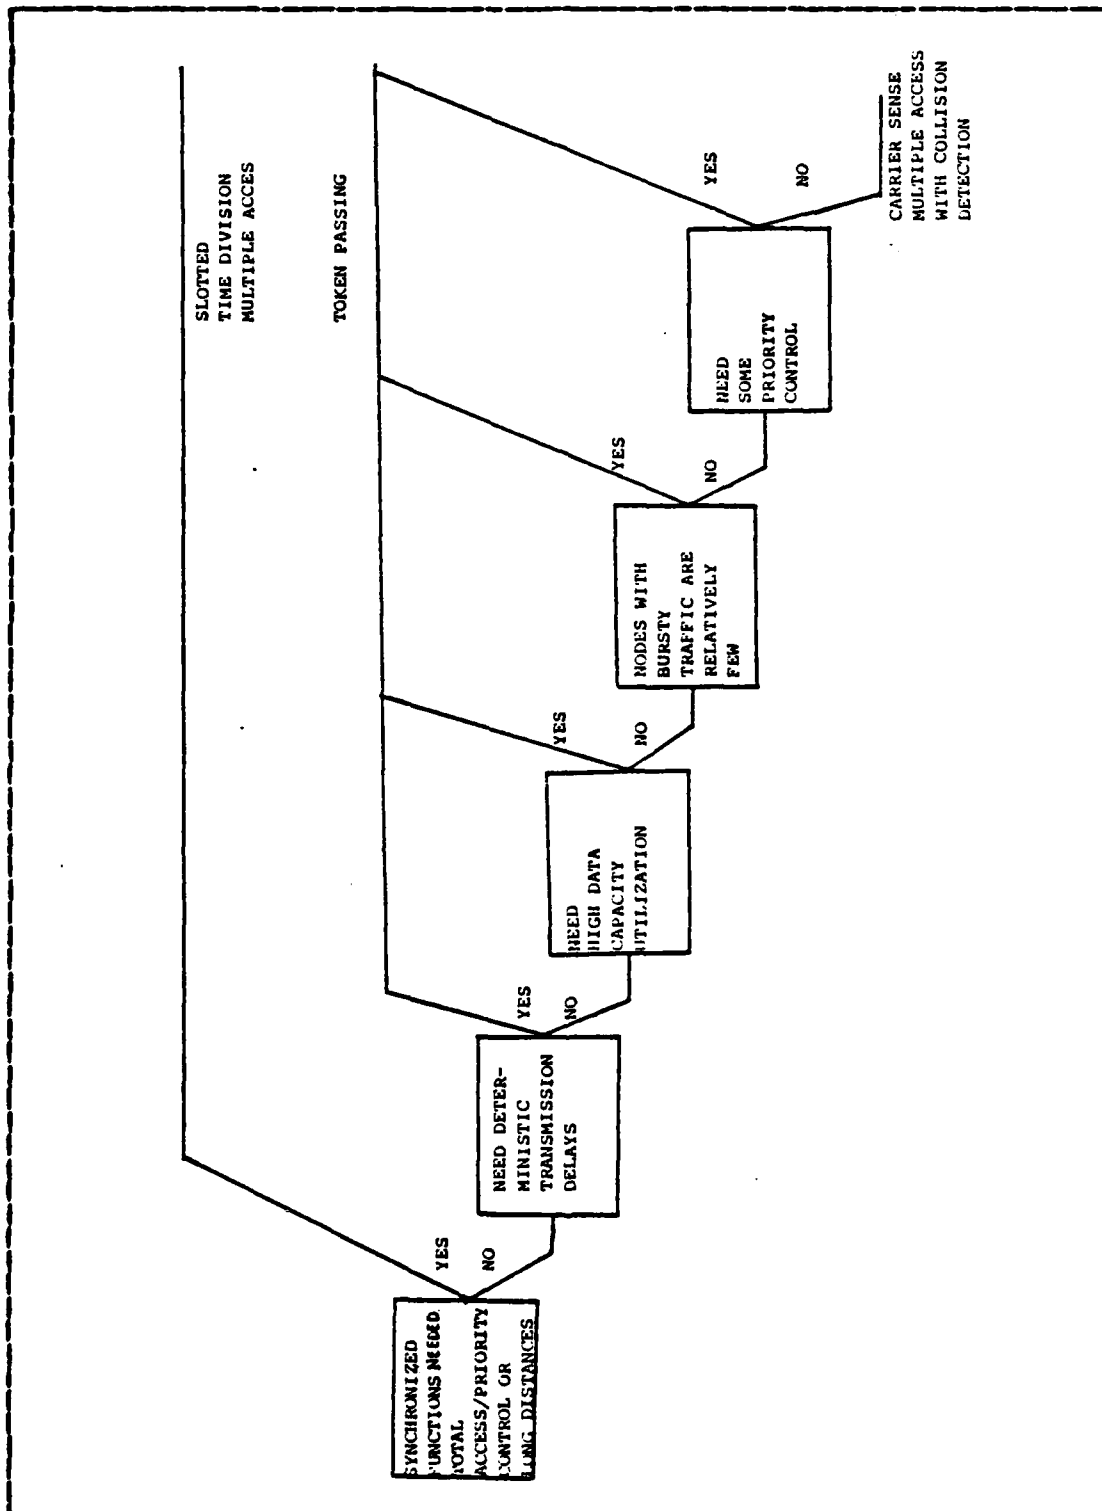 SYNCHRONIZED
FUNCTIONS NEEDED
TOTAL
ACCESS/PRIORITY
CONTROL OR
LONG DISTANCES
YES
NO
NEED DETER-
MINISTIC
TRANSMISSION
DELAYS
YES
NO
NEED
HIGH DATA
CAPACITY
UTILIZATION
YES
NO
NODES WITH
BURSTY
TRAFFIC ARE
RELATIVELY
FEW
YES
NO
NEED
SOME
PRIORITY
CONTROL
YES
NO
SLOTTED
TIME DIVISION
MULTIPLE ACCES
TOKEN PASSING
CARRIER SENSE
MULTIPLE ACCESS
WITH COLLISION
DETECTION